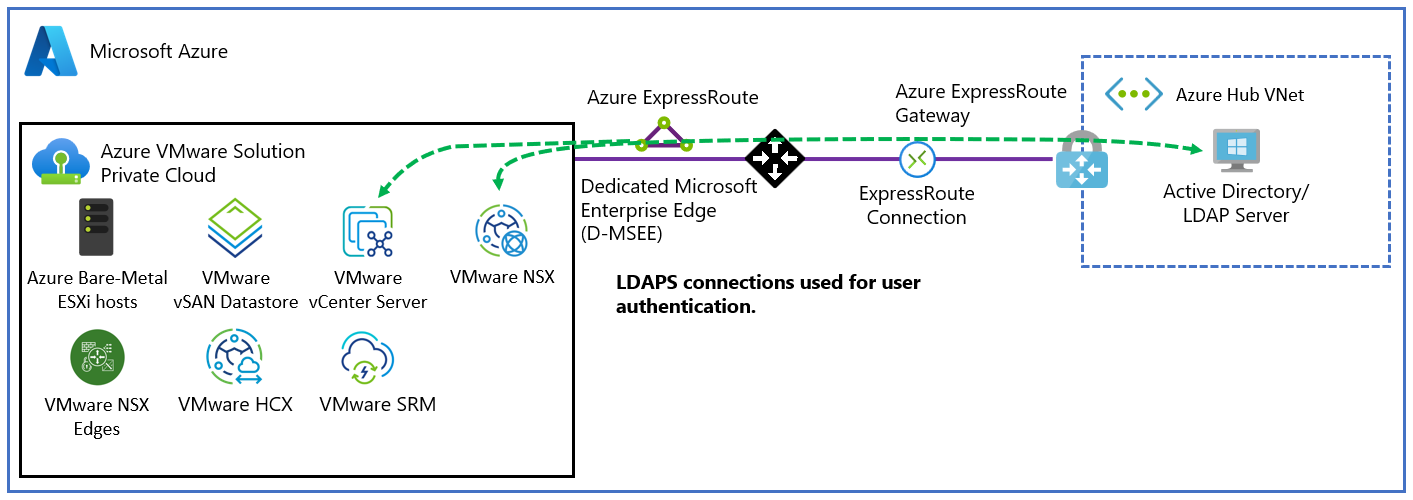 Microsoft Azure
Azure ExpressRoute
Azure ExpressRoute
Gateway
Azure Hub VNet
Azure VMware Solution
Private Cloud
Dedicated Microsoft
Enterprise Edge
(D-MSEE)
ExpressRoute
Connection
Active Directory/
LDAP Server
Azure Bare-Metal
ESXi hosts
VMware
vSAN Datastore
VMware
vCenter Server
VMware NSX
LDAPS connections used for user
authentication.
VMware NSX
Edges
VMware HCX
VMware SRM